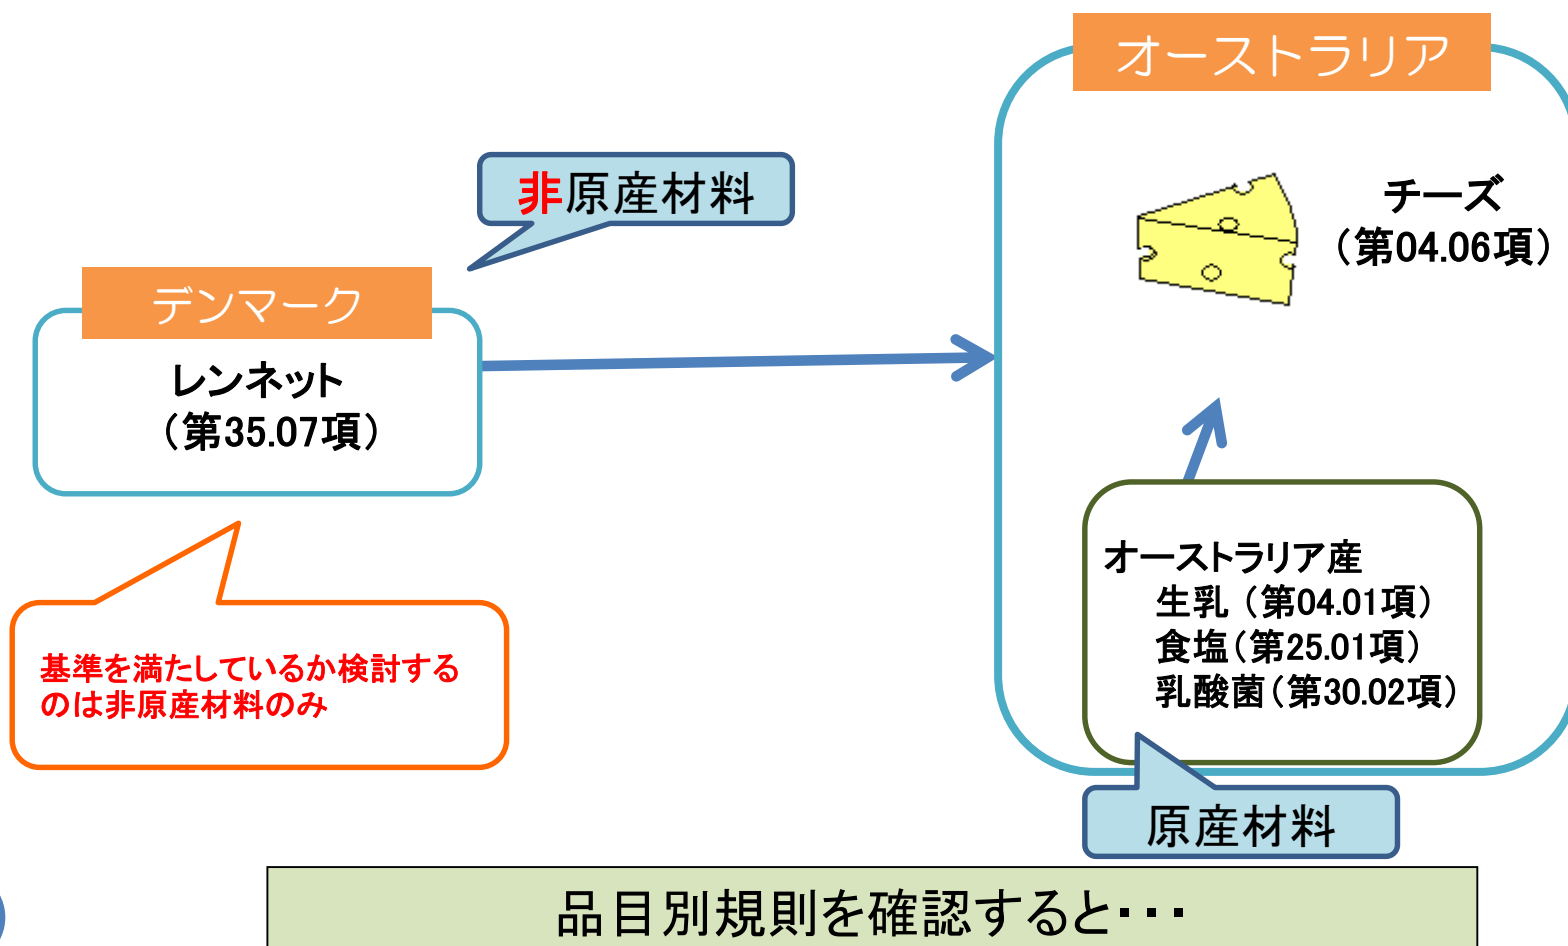 オーストラリア
チーズ
（第04.06項）
非原産材料
デンマーク
レンネット
（第35.07項）
オーストラリア産
生乳（第04.01項）
食塩（第25.01項）
乳酸菌（第30.02項）
基準を満たしているか検討する
のは非原産材料のみ
原産材料
品目別規則を確認すると・・・